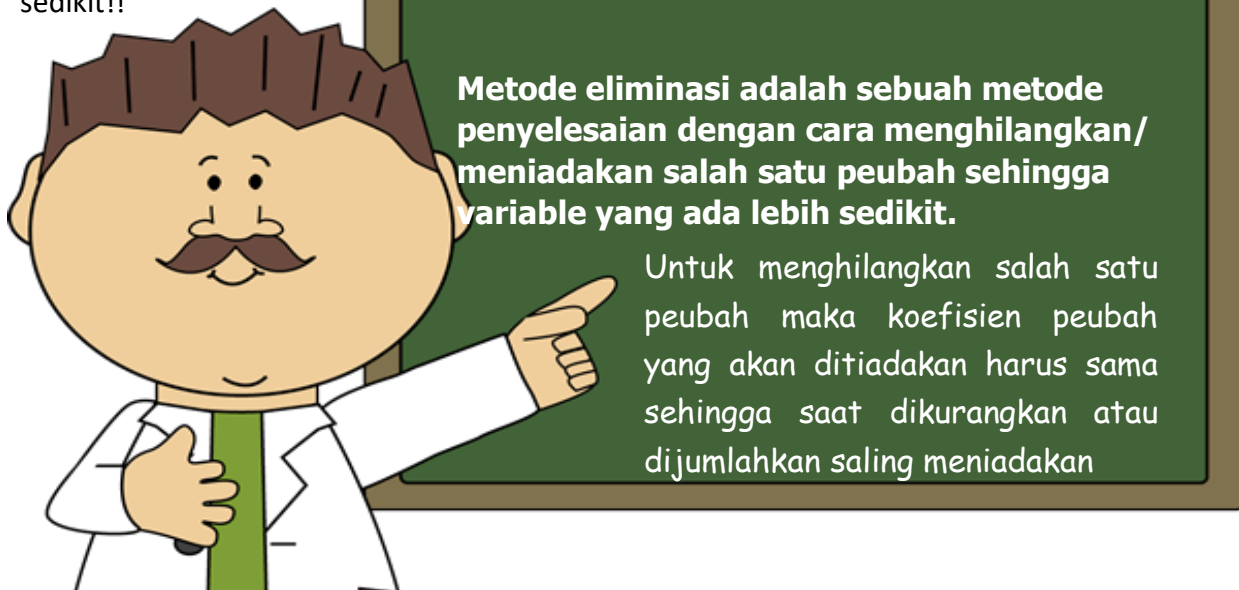 sedikit!!
Metode eliminasi adalah sebuah metode
penyelesaian dengan cara menghilangkan/
meniadakan salah satu peubah sehingga
variable yang ada lebih sedikit.
Untuk menghilangkan salah satu
peubah maka koefisien peubah
yang akan ditiadakan harus sama
sehingga saat dikurangkan atau
dijumlahkan saling meniadakan